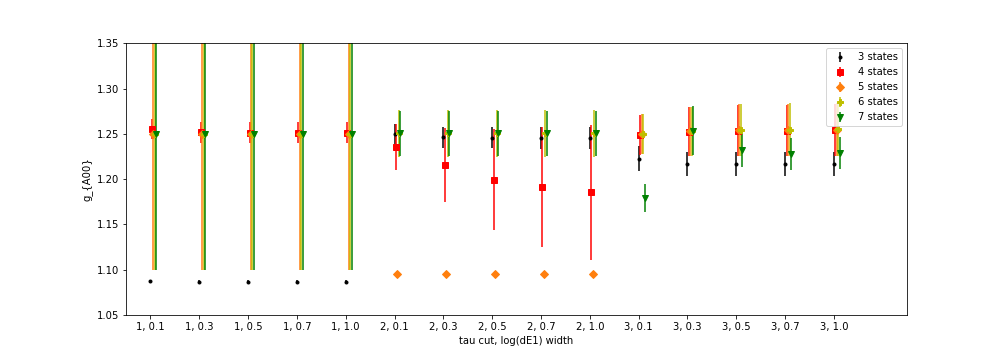 1.35
1.30
1.25
1.20
1.15
1.10
1.05
g_{A00}
3 states
4 states
5 states
6 states
7 states
1, 0.1 1, 0.3 1, 0.5 1, 0.7 1, 1.0 2, 0.1 2, 0.3 2, 0.5 2, 0.7 2, 1.0 3, 0.1 3, 0.3 3, 0.5 3, 0.7 3, 1.0
tau cut, log(dE1) width